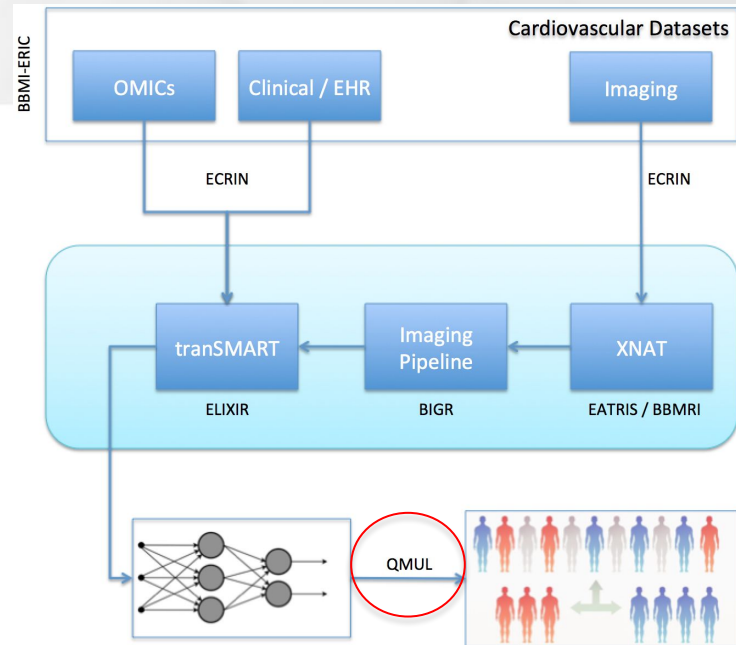 Cardiovascular Datasets
BBMI-ERIC
OMICs
Clinical / EHR
Imaging
ECRIN
ECRIN
tranSMART
Imaging
Pipeline
XNAT
ELIXIR
BIGR
EATRIS / BBMRI
QMUL